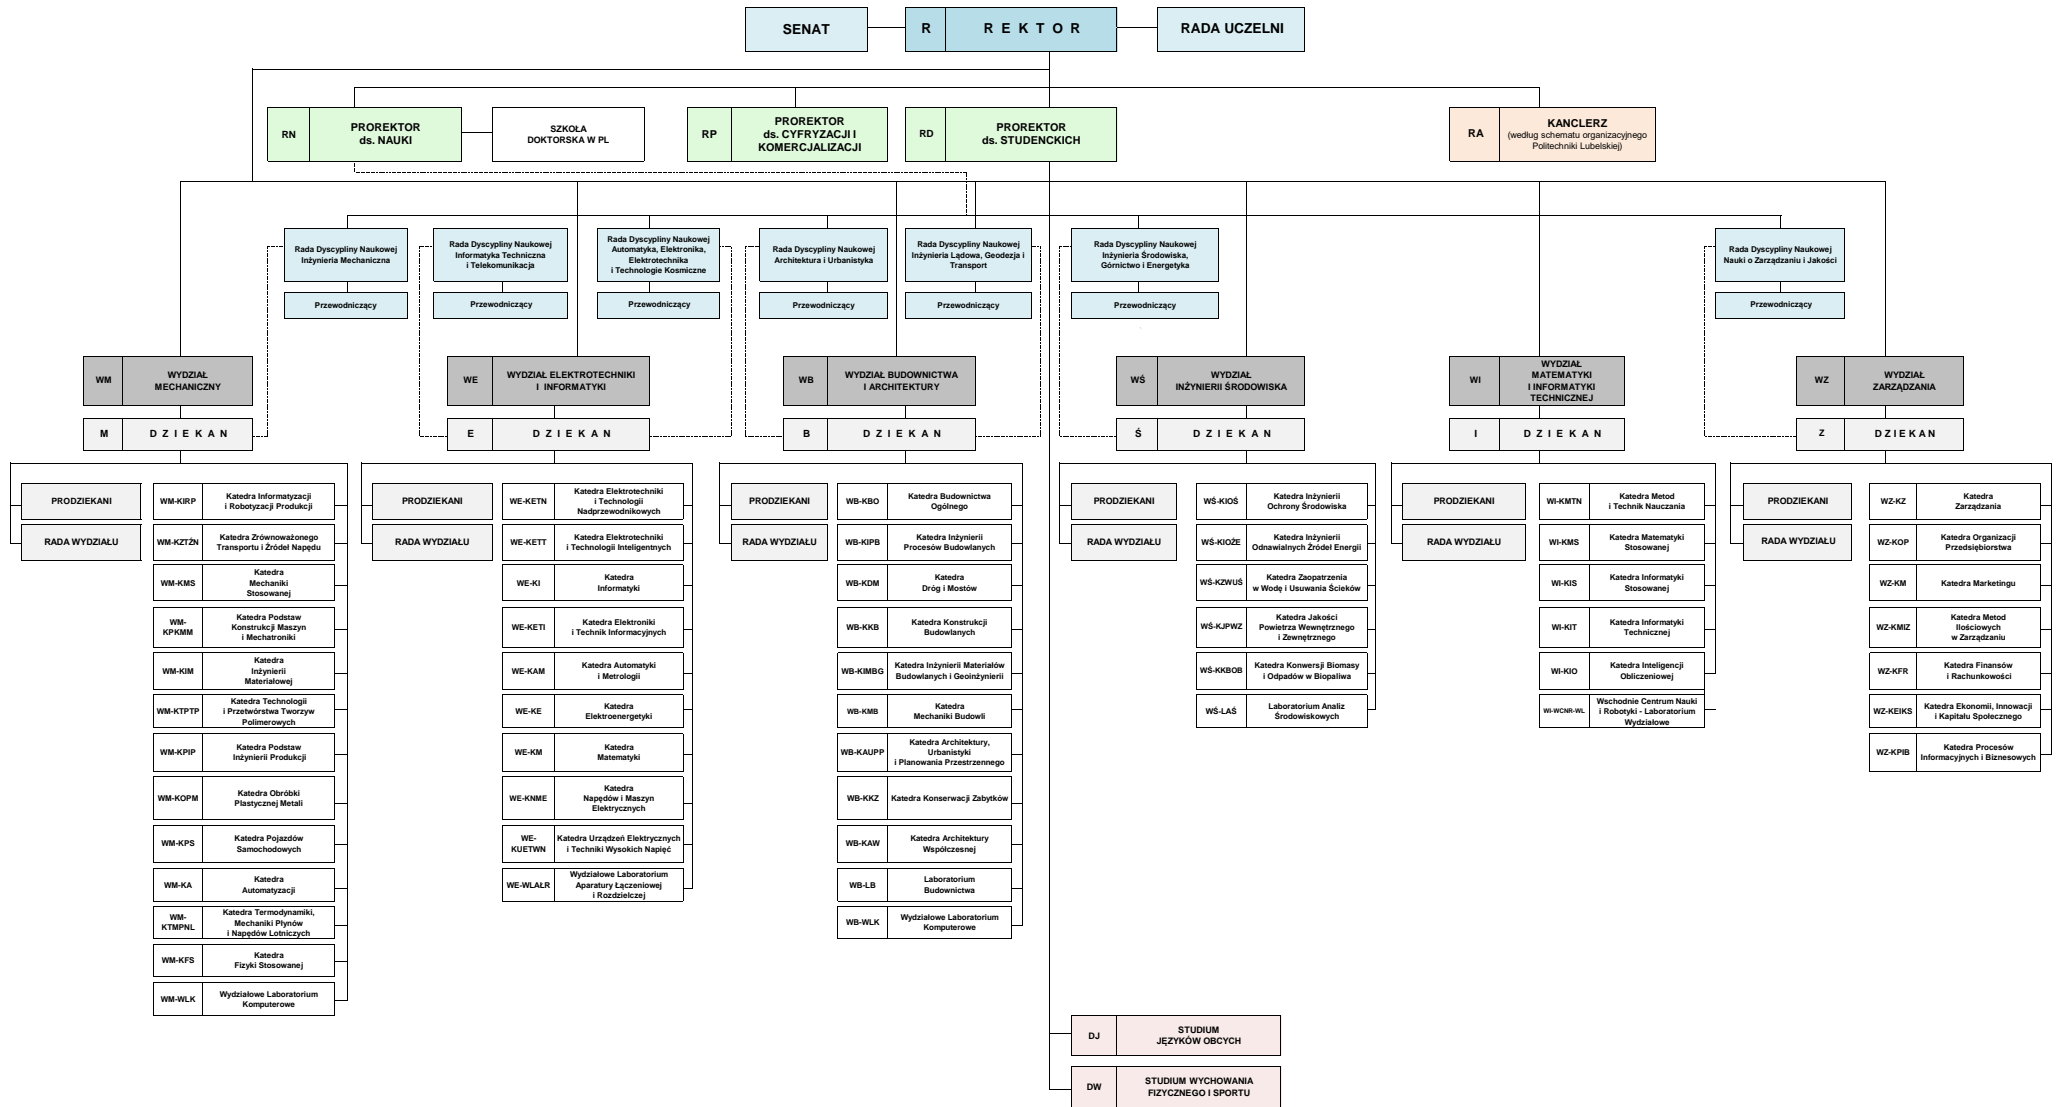 SENAT
R
R E K T O R
RADA UCZELNI
RN
PROREKTOR
ds. NAUKI
SZKOŁA
DOKTORSKA W PL
RP
PROREKTOR
ds. CYFRYZACJI I
KOMERCJALIZACJI
RD
PROREKTOR
ds. STUDENCKICH
RA
KANCLERZ
(według schematu organizacyjnego
Politechniki Lubelskiej)
Rada Dyscypliny Naukowej
Inżynieria Mechaniczna
Przewodniczący
Rada Dyscypliny Naukowej
Informatyka Techniczna
i Telekomunikacja
Przewodniczący
Rada Dyscypliny Naukowej
Automatyka, Elektronika,
Elektrotechnika
i Technologie Kosmiczne
Przewodniczący
Rada Dyscypliny Naukowej
Architektura i Urbanistyka
Przewodniczący
Rada Dyscypliny Naukowej
Inżynieria Lądowa, Geodezja i
Transport
Przewodniczący
Rada Dyscypliny Naukowej
Inżynieria Środowiska,
Górnictwo i Energetyka
Przewodniczący
Rada Dyscypliny Naukowej
Nauki o Zarządzaniu i Jakości
Przewodniczący
WM
WYDZIAŁ
MECHANICZNY
M
D Z I E K A N
PRODZIEKANI
RADA WYDZIAŁU
WM-KIRP
Katedra Informatyzacji
i Robotyzacji Produkcji
WM-KZTŹN
Katedra Zrównoważonego
Transportu i Źródeł Napędu
WM-KMS
Katedra
Mechaniki
Stosowanej
WM-
KPKMM
Katedra Podstaw
Konstrukcji Maszyn
i Mechatroniki
WM-KIM
Katedra
Inżynierii
Materiałowej
WM-KTPTP
Katedra Technologii
i Przetwórstwa Tworzyw
Polimerowych
WM-KPIP
Katedra Podstaw
Inżynierii Produkcji
WM-KOPM
Katedra Obróbki
Plastycznej Metali
WM-KPS
Katedra Pojazdów
Samochodowych
WM-KA
Katedra
Automatyzacji
WM-
KTMPNL
Katedra Termodynamiki,
Mechaniki Płynów
i Napędów Lotniczych
WM-KFS
Katedra
Fizyki Stosowanej
WM-WLK
Wydziałowe Laboratorium
Komputerowe
WE
WYDZIAŁ ELEKTROTECHNIKI
I INFORMATYKI
E
D Z I E K A N
PRODZIEKANI
RADA WYDZIAŁU
WE-KETN
Katedra Elektrotechniki
i Technologii
Nadprzewodnikowych
WE-KETT
Katedra Elektrotechniki
i Technologii Inteligentnych
WE-KI
Katedra
Informatyki
WE-KETI
Katedra Elektroniki
i Technik Informacyjnych
WE-KAM
Katedra Automatyki
i Metrologii
WE-KE
Katedra
Elektroenergetyki
WE-KM
Katedra
Matematyki
WE-KNME
Katedra
Napędów i Maszyn
Elektrycznych
WE-
KUETWN
Katedra Urządzeń Elektrycznych
i Techniki Wysokich Napięć
WE-WLAŁR
Wydziałowe Laboratorium
Aparatury Łączeniowej
i Rozdzielczej
WB
WYDZIAŁ BUDOWNICTWA
I ARCHITEKTURY
B
D Z I E K A N
PRODZIEKANI
RADA WYDZIAŁU
WB-KBO
Katedra Budownictwa
Ogólnego
WB-KIPB
Katedra Inżynierii
Procesów Budowlanych
WB-KDM
Katedra
Dróg i Mostów
WB-KKB
Katedra Konstrukcji
Budowlanych
WB-KIMBG
Katedra Inżynierii Materiałów
Budowlanych i Geoinżynierii
WB-KMB
Katedra
Mechaniki Budowli
WB-KAUPP
Katedra Architektury,
Urbanistyki
i Planowania Przestrzennego
WB-KKZ
Katedra Konserwacji Zabytków
WB-KAW
Katedra Architektury
Współczesnej
WB-LB
Laboratorium
Budownictwa
WB-WLK
Wydziałowe Laboratorium
Komputerowe
WŚ
WYDZIAŁ
INŻYNIERII ŚRODOWISKA
Ś
D Z I E K A N
PRODZIEKANI
RADA WYDZIAŁU
WŚ-KIOŚ
Katedra Inżynierii
Ochrony Środowiska
WŚ-KIOŹE
Katedra Inżynierii
Odnawialnych Źródeł Energii
WŚ-KZWUŚ
Katedra Zaopatrzenia
w Wodę i Usuwania Ścieków
WŚ-KJPWZ
Katedra Jakości
Powietrza Wewnętrznego
i Zewnętrznego
WŚ-KKBOB
Katedra Konwersji Biomasy
i Odpadów w Biopaliwa
WŚ-LAŚ
Laboratorium Analiz
Środowiskowych
WI
WYDZIAŁ
MATEMATYKI
I INFORMATYKI
TECHNICZNEJ
I
D Z I E K A N
PRODZIEKANI
RADA WYDZIAŁU
WI-KMTN
Katedra Metod
i Technik Nauczania
WI-KMS
Katedra Matematyki
Stosowanej
WI-KIS
Katedra Informatyki
Stosowanej
WI-KIT
Katedra Informatyki
Technicznej
WI-KIO
Katedra Inteligencji
Obliczeniowej
WI-WCNR-WL
Wschodnie Centrum Nauki
i Robotyki - Laboratorium
Wydziałowe
WZ
WYDZIAŁ
ZARZĄDZANIA
Z
D Z I E K A N
PRODZIEKANI
RADA WYDZIAŁU
WZ-KZ
Katedra
Zarządzania
WZ-KOP
Katedra Organizacji
Przedsiębiorstwa
WZ-KM
Katedra Marketingu
WZ-KMIZ
Katedra Metod
Ilościowych
w Zarządzaniu
WZ-KFR
Katedra Finansów
i Rachunkowości
WZ-KEIKS
Katedra Ekonomii, Innowacji
i Kapitału Społecznego
WZ-KPIB
Katedra Procesów
Informacyjnych i Biznesowych
DJ
STUDIUM
JĘZYKÓW OBCYCH
DW
STUDIUM WYCHOWANIA
FIZYCZNEGO I SPORTU